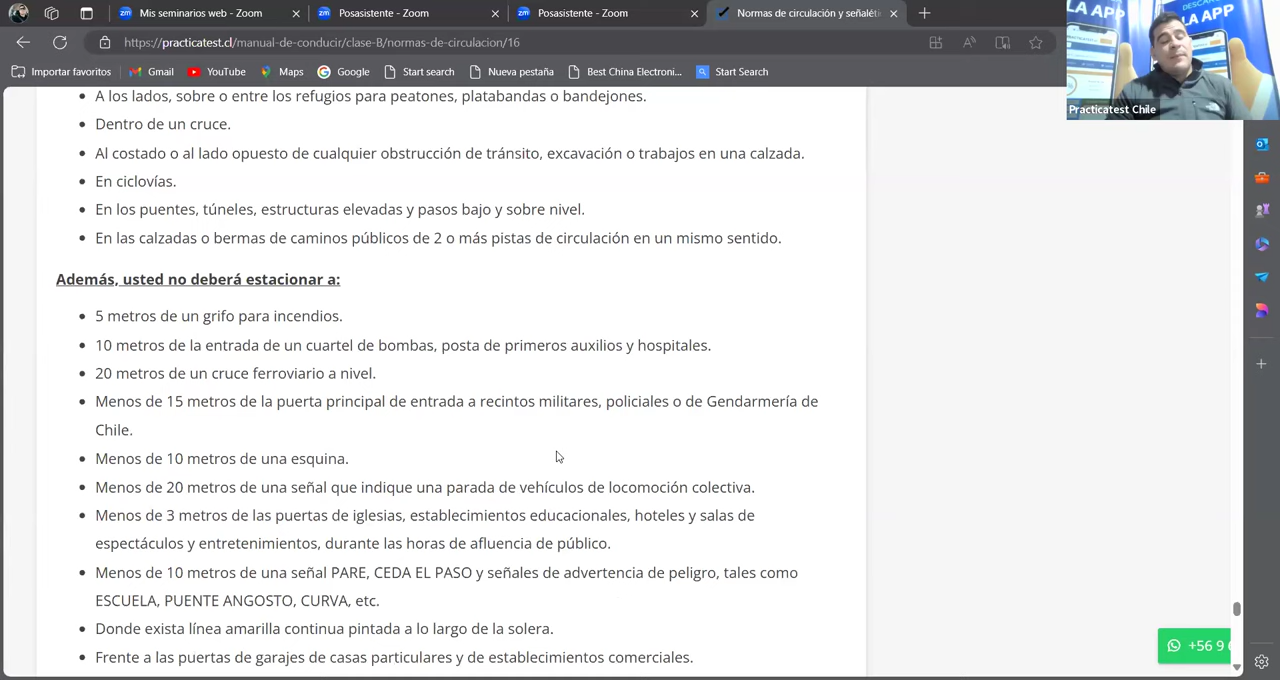 Mis seminarios web - Zoom
Posasistente - Zoom
Posasistente - Zoom
Normas de circulación y señaléti
https://practicatest.cl/manual-de-conducir/clase-B/normas-de-circulacion/16
Importar favoritos
Gmail
YouTube
Maps
Google
Start search
Nueva pestaña
Best China Electroni...
Start Search
LA APP
DESCARG
LA APP
Practicatest Chile
A los lados, sobre o entre los refugios para peatones, platabandas o bandejones.
Dentro de un cruce.
Al costado o al lado opuesto de cualquier obstrucción de tránsito, excavación o trabajos en una calzada.
En ciclovías.
En los puentes, túneles, estructuras elevadas y pasos bajo y sobre nivel.
En las calzadas o bermas de caminos públicos de 2 o más pistas de circulación en un mismo sentido.
Además, usted no deberá estacionar a:
5 metros de un grifo para incendios.
10 metros de la entrada de un cuartel de bombas, posta de primeros auxilios y hospitales.
20 metros de un cruce ferroviario a nivel.
Menos de 15 metros de la puerta principal de entrada a recintos militares, policiales o de Gendarmería de
Chile.
Menos de 10 metros de una esquina.
Menos de 20 metros de una señal que indique una parada de vehículos de locomoción colectiva.
Menos de 3 metros de las puertas de iglesias, establecimientos educacionales, hoteles y salas de
espectáculos y entretenimientos, durante las horas de afluencia de público.
Menos de 10 metros de una señal PARE, CEDA EL PASO y señales de advertencia de peligro, tales como
ESCUELA, PUENTE ANGOSTO, CURVA, etc.
Donde exista línea amarilla continua pintada a lo largo de la solera.
Frente a las puertas de garajes de casas particulares y de establecimientos comerciales.
+56 9